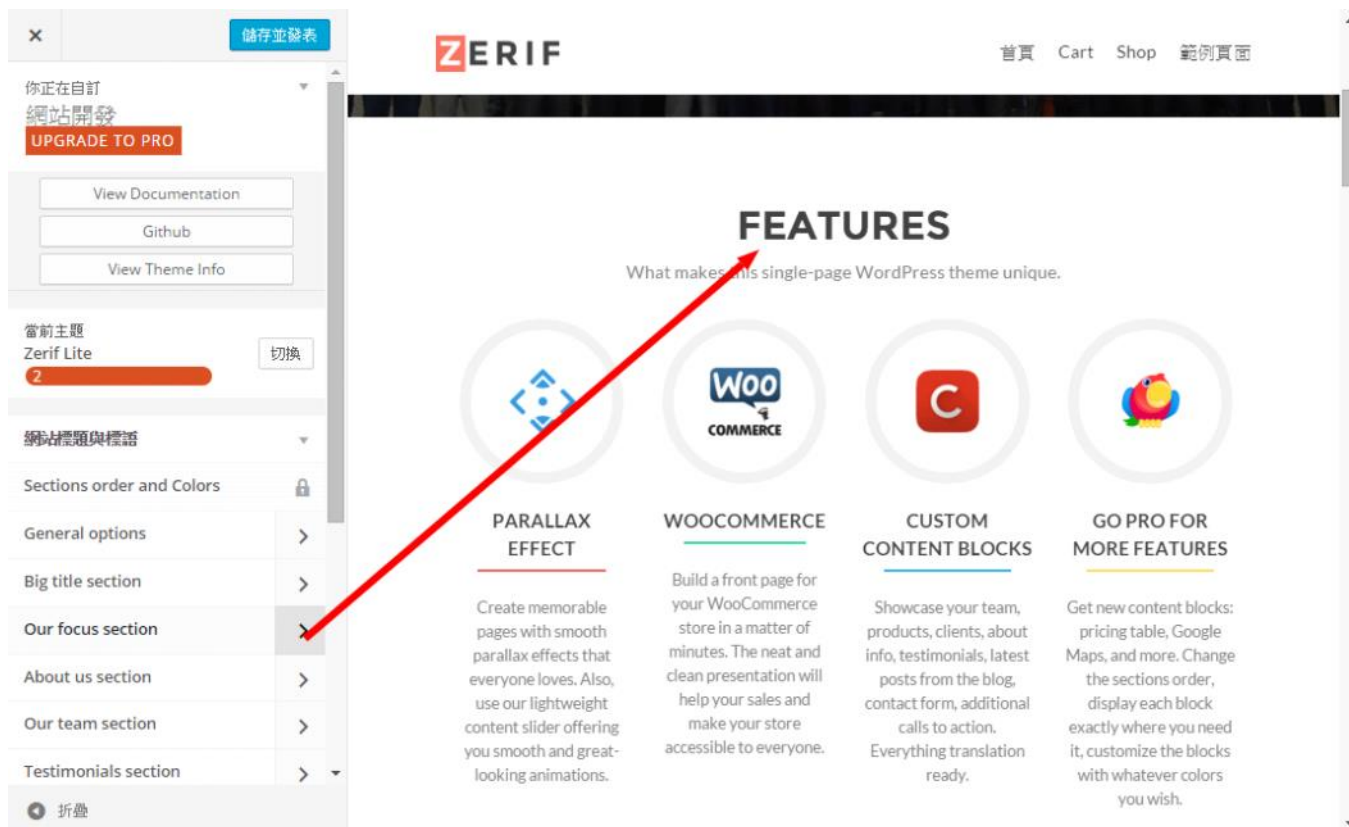 儲存並發表
你正在自訂
網站開發
UPGRADE TO PRO
View Documentation
Github
View Theme Info
當前主題
Zerif Lite
切換
2
網站標題與標語
Sections order and Colors
General options
Big title section
Our focus section
About us section
Our team section
Testimonials section
折疊
ZERIF
首頁 Cart Shop 範例頁面
FEATURES
What makes this single-page WordPress theme unique.
WOO
COMMERCE
C
PARALLAX
EFFECT
Create memorable
pages with smooth
parallax effects that
everyone loves. Also,
use our lightweight
content slider offering
you smooth and great-
looking animations.
WOOCOMMERCE
Build a front page for
your WooCommerce
store in a matter of
minutes. The neat and
clean presentation will
help your sales and
make your store
accessible to everyone.
CUSTOM
CONTENT BLOCKS
Showcase your team,
products, clients, about
info, testimonials, latest
posts from the blog,
contact form, additional
calls to action.
Everything translation
ready.
GO PRO FOR
MORE FEATURES
Get new content blocks:
pricing table, Google
Maps, and more. Change
the sections order,
display each block
exactly where you need
it, customize the blocks
with whatever colors
you wish.